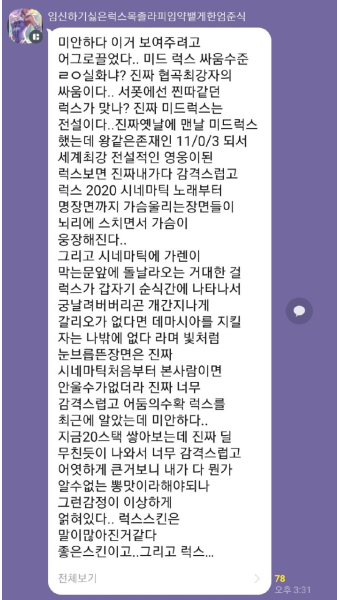 임신하기싫은럭스목졸라피임약뱉게한업준식
미안하다 이거 보여주려고
어그로끌었다.. 미드 럭스 싸움수준
ㄹㅇ실화냐? 진짜 협곡최강자의
싸움이다.. 서폿에선 찐따같던
럭스가 맞나? 진짜 미드럭스는
전설이다..진짜옛날에 맨날 미드럭스
했는데 왕같은존재인 11/0/3 되서
세계최강 전설적인 영웅이된
럭스보면 진짜내가다 감격스럽고
럭스 2020 시네마틱 노래부터
명장면까지 가슴울리는장면들이
뇌리에 스치면서 가슴이
웅장해진다..
그리고 시네마틱에 가렌이
막는문앞에 돌날라오는 거대한 걸
럭스가 갑자기 순식간에 나타나서
궁날려버버리곤 개간지나게
갈리오가 없다면 데마시아를 지킬
자는 나밖에 없다 라며 빛처럼
눈브릅뜬장면은 진짜
시네마틱처음부터 본사람이면
안울수가없더라 진짜 너무
감격스럽고 어둠의수확 럭스를
최근에 알았는데 미안하다..
지금20스택 쌓아보는데 진짜 딜
무친듯이 나와서 너무 감격스럽고
어엿하게 큰거보니 내가 다 뭔가
알수없는 뽕맛이라해야되나
그런감정이 이상하게
얽혀있다.. 럭스스킨은
말이많아진거같다
좋은스킨이고...그리고 럭스...
전체보기
78
오후 3:31